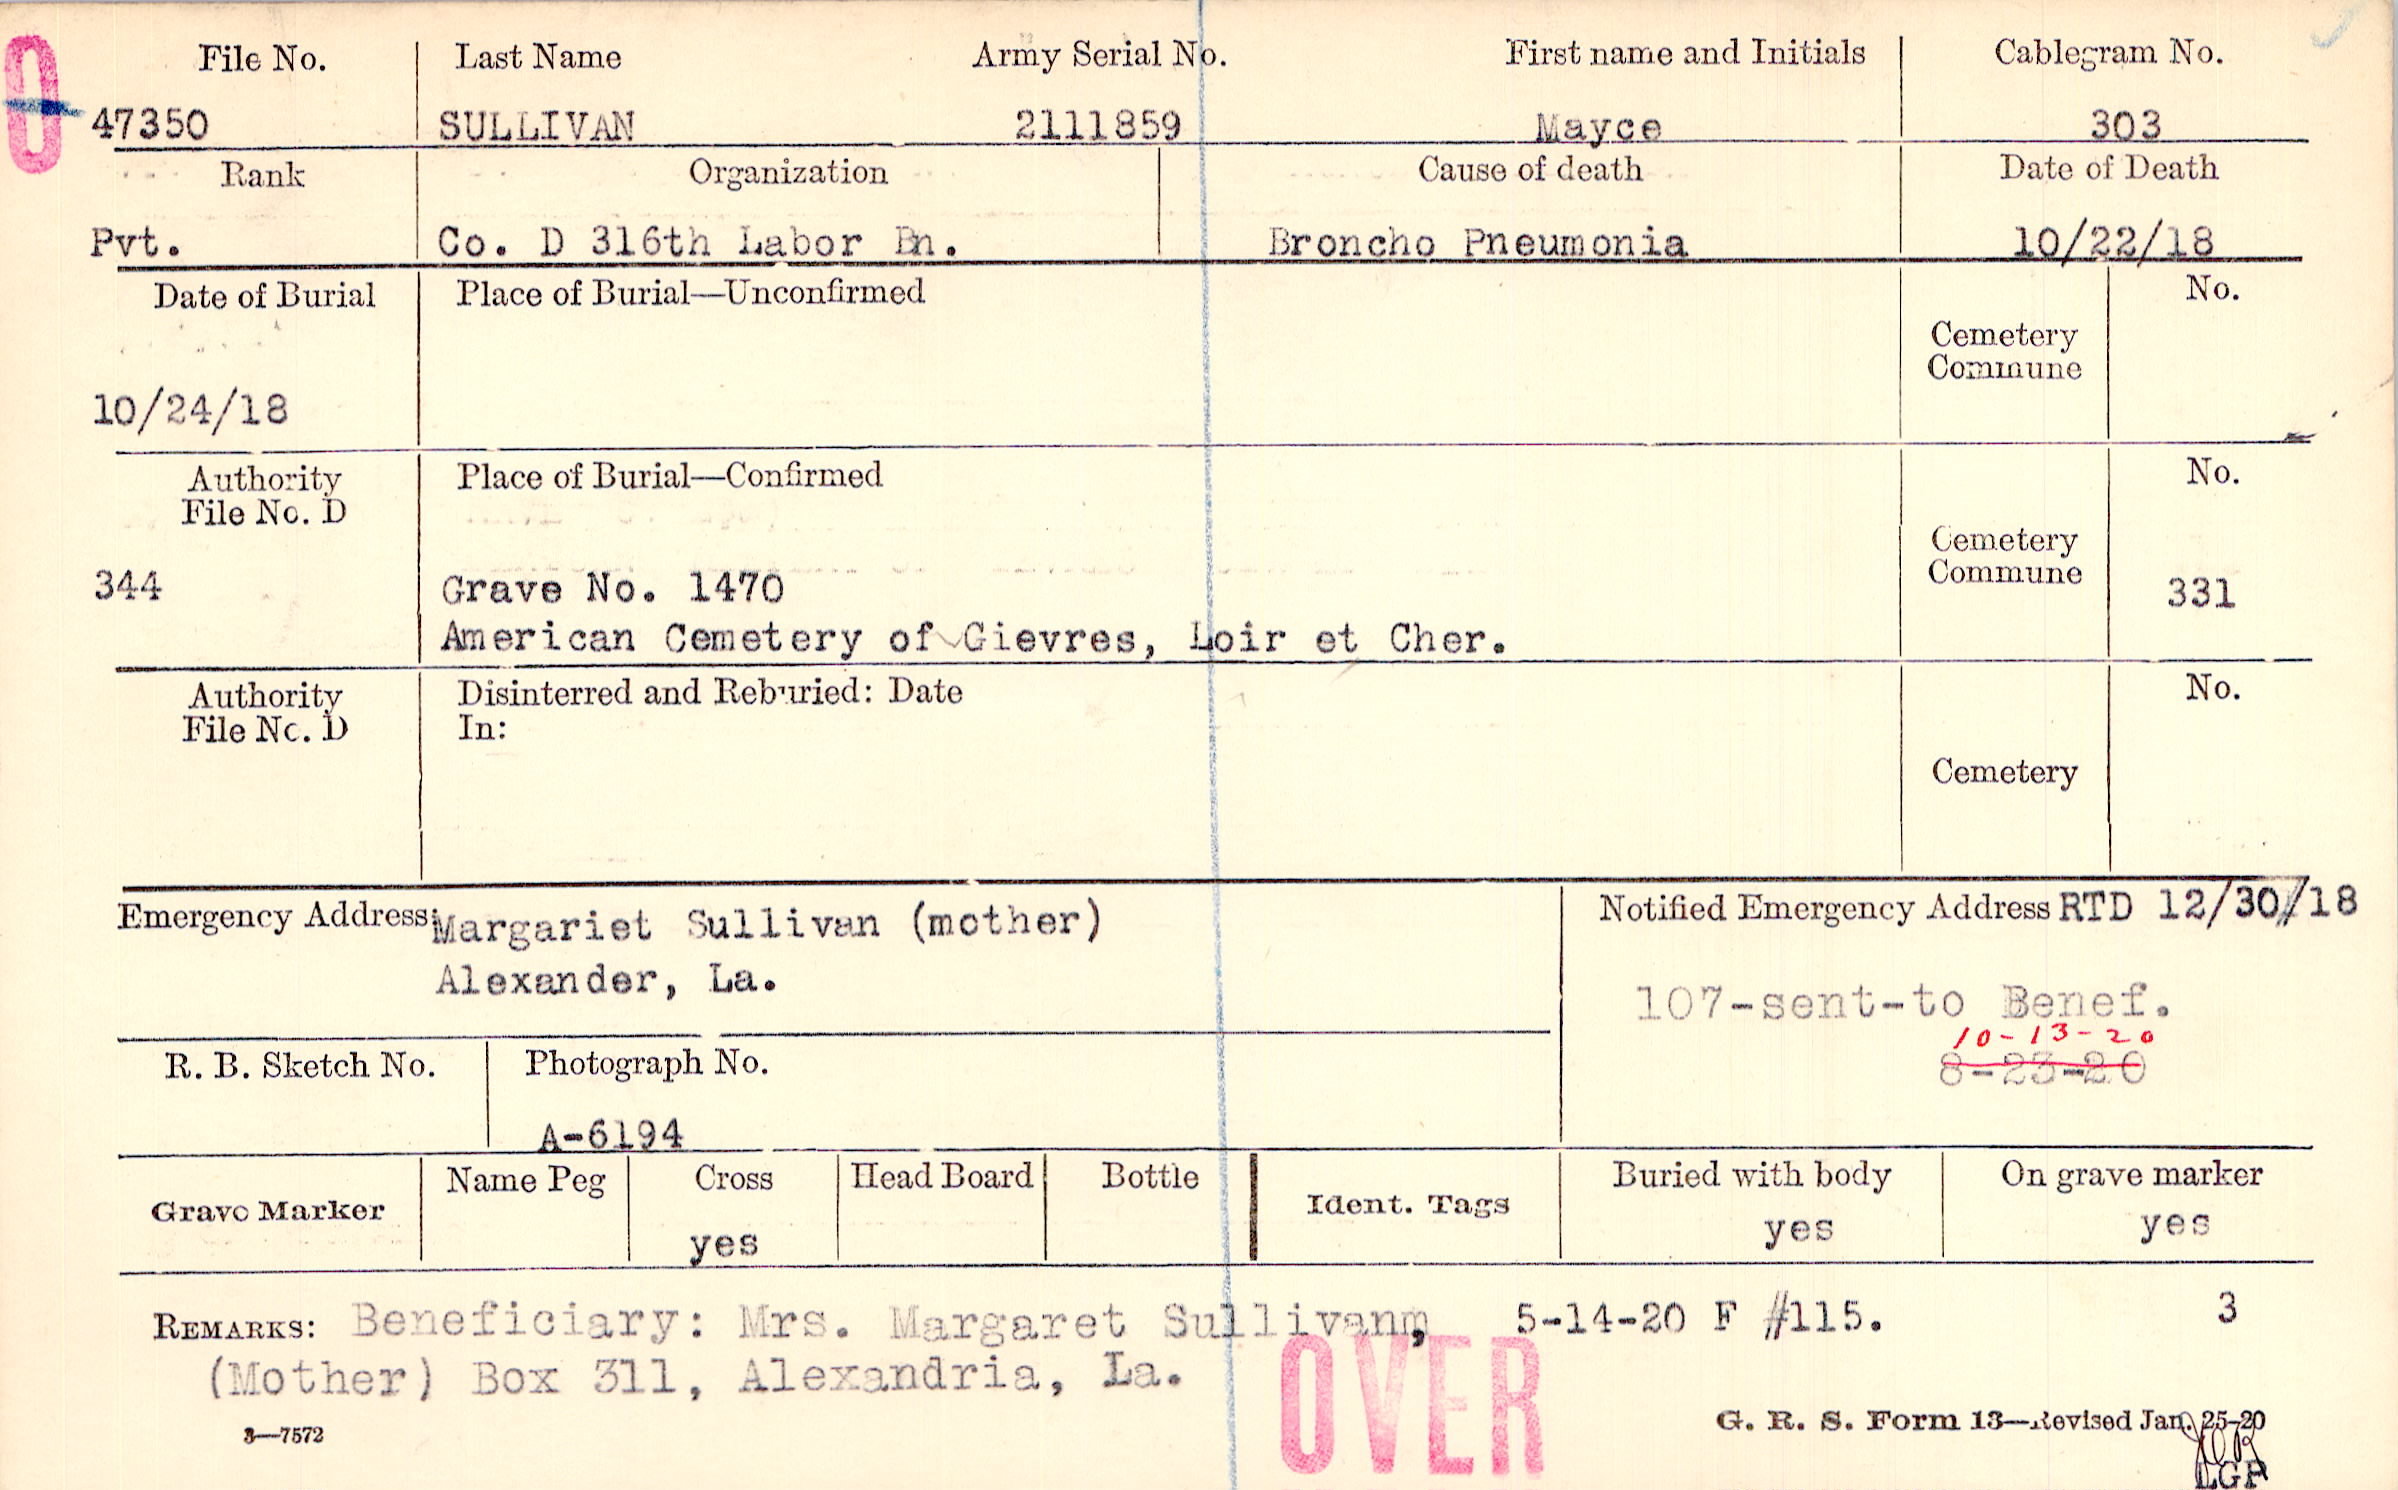 O
File No. Last Name Army Serial No. First name and Initials Cablegram No.
47350 SULLIVAN 2111859 Mayce 303
Rank Organization Cause of death Date of Death
Pvt. Co. D 316th Labor Bn. Broncho Pneumonia 10/22/18
Date of Burial Place of Burial—Unconfirmed No.
Cemetery
Commune
10/24/18
Authority Place of Burial—Confirmed No.
File No. D
Cemetery
Commune
344 Grave No. 1470 331
American Cemetery of Gievres, Loir et Cher.
Authority Disinterred and Reburied: Date No.
File No. D In:
Cemetery
Emergency Address: Margariet Sullivan (mother) Notified Emergency Address RTD 12/30/18
Alexander, La.
107-sent-to Benef.
10-13-20
8-23-20
R. B. Sketch No. Photograph No.
A-6194
Grave Marker Name Peg Cross Head Board Bottle Ident. Tags Buried with body On grave marker
yes yes yes
REMARKS: Beneficiary: Mrs. Margaret Sullivann, 5-14-20 F #115. 3
(Mother) Box 311, Alexandria, La.
OVER
3—7572 G. R. S. Form 13—Revised Jan. 25-20